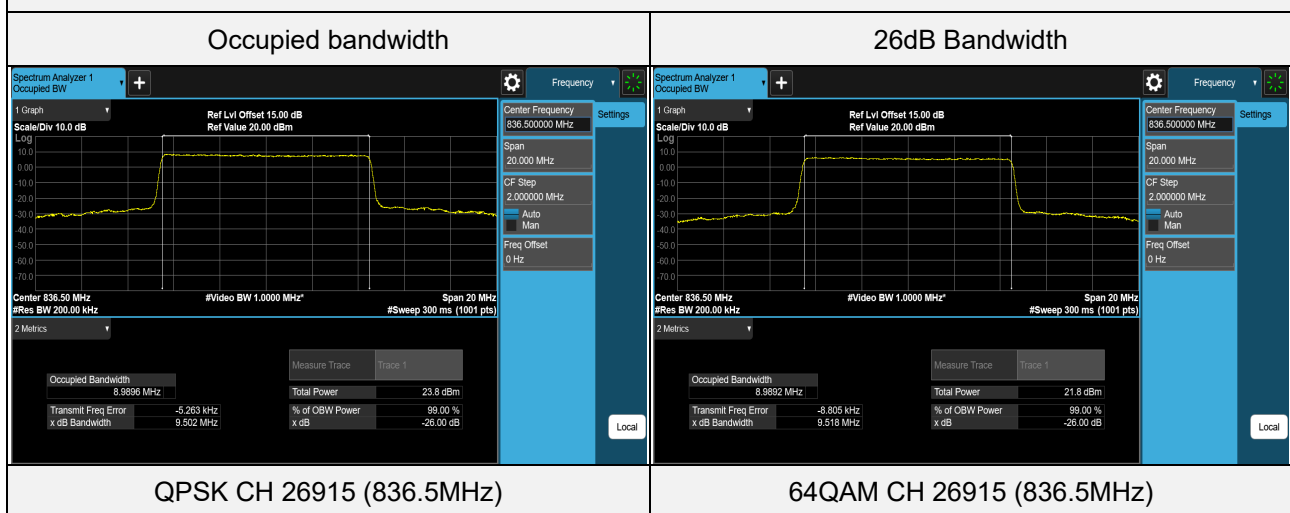 Occupied bandwidth
26dB Bandwidth
Spectrum Analyzer 1
Occupied BW
+
Frequency
1 Graph
Scale/Div 10.0 dB
Ref Lvl Offset 15.00 dB
Ref Value 20.00 dBm
Log
10.0
0.00
-10.0
-20.0
-30.0
-40.0
-50.0
-60.0
-70.0
Center 836.50 MHz
#Video BW 1.0000 MHz*
Span 20 MHz
#Res BW 200.00 kHz
#Sweep 300 ms (1001 pts)
Center Frequency
836.500000 MHz
Settings
Span
20.000 MHz
CF Step
2.000000 MHz
Auto
Man
Freq Offset
0 Hz
2 Metrics
Measure Trace
Trace 1
Occupied Bandwidth
8.9896 MHz
Total Power
23.8 dBm
Transmit Freq Error
-5.263 kHz
% of OBW Power
99.00 %
x dB Bandwidth
9.502 MHz
x dB
-26.00 dB
Local
Spectrum Analyzer 1
Occupied BW
+
Frequency
1 Graph
Scale/Div 10.0 dB
Ref Lvl Offset 15.00 dB
Ref Value 20.00 dBm
Log
10.0
0.00
-10.0
-20.0
-30.0
-40.0
-50.0
-60.0
-70.0
Center 836.50 MHz
#Video BW 1.0000 MHz*
Span 20 MHz
#Res BW 200.00 kHz
#Sweep 300 ms (1001 pts)
Center Frequency
836.500000 MHz
Settings
Span
20.000 MHz
CF Step
2.000000 MHz
Auto
Man
Freq Offset
0 Hz
2 Metrics
Measure Trace
Trace 1
Occupied Bandwidth
8.9892 MHz
Total Power
21.8 dBm
Transmit Freq Error
-8.805 kHz
% of OBW Power
99.00 %
x dB Bandwidth
9.518 MHz
x dB
-26.00 dB
Local
QPSK CH 26915 (836.5MHz)
64QAM CH 26915 (836.5MHz)